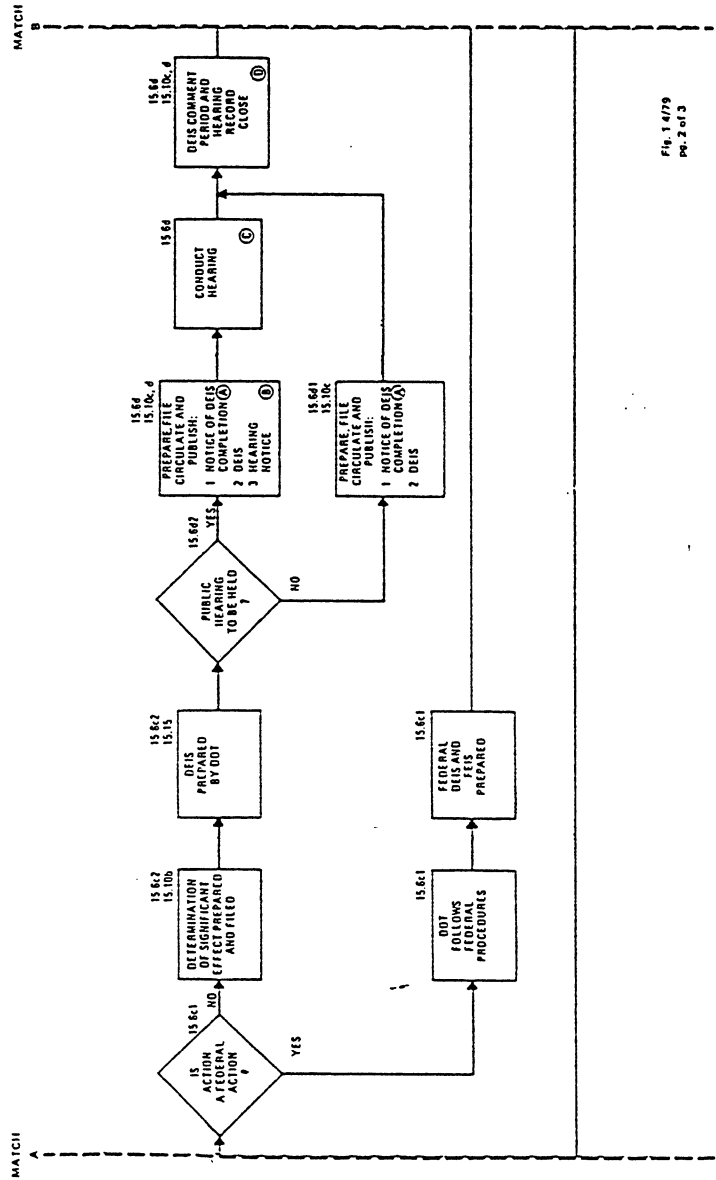 MATCH
A
15.6c1
IS
ACTION
A FEDERAL
ACTION
?
NO
YES
15.6c2
15.10b
DETERMINATION
OF SIGNIFICANT
EFFECT PREPARED
AND FILED
15.6c2
15.15
DEIS
PREPARED
BY DOT
15.6d2
PUBLIC
HEARING
TO BE HELD
?
YES
NO
15.6d
15.10c, d
PREPARE, FILE
CIRCULATE AND
PUBLISH:
1 NOTICE OF DEIS
COMPLETION (A)
2 DEIS (B)
3 HEARING
NOTICE
15.6d
CONDUCT
HEARING
(C)
15.6d
15.10c, d
DEIS COMMENT
PERIOD AND
HEARING
RECORD
CLOSE
(D)
15.6d1
15.10c
PREPARE, FILE
CIRCULATE AND
PUBLISH:
1 NOTICE OF DEIS
COMPLETION (A)
2 DEIS
15.6c1
DOT
FOLLOWS
FEDERAL
PROCEDURES
15.6c1
FEDERAL
DEIS AND
FEIS
PREPARED
MATCH
B
Fig. 1 4/79
pg. 2 of 3